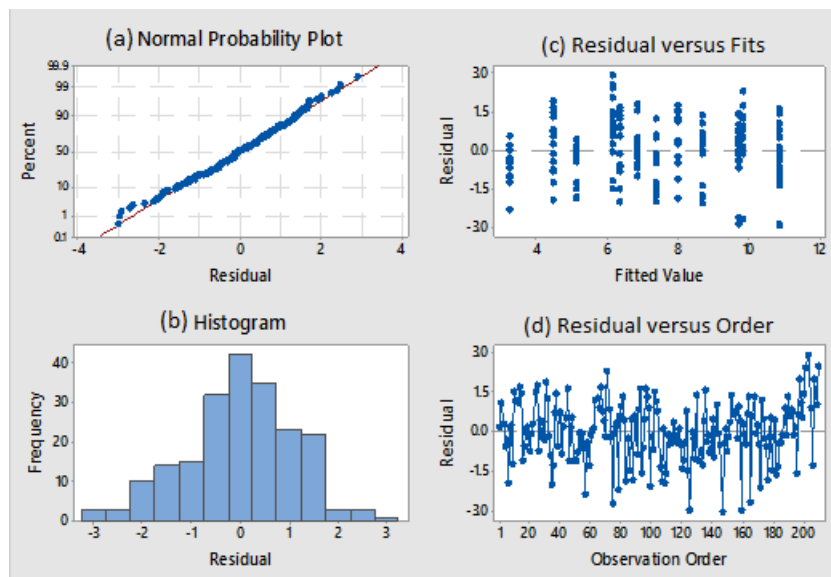 (a) Normal Probability Plot
99.9
99
90
50
10
1
0.1
Percent
-4 -2 0 2 4
Residual
(c) Residual versus Fits
3.0
1.5
0.0
-1.5
-3.0
Residual
4 6 8 10 12
Fitted Value
(b) Histogram
40
30
20
10
0
Frequency
-3 -2 -1 0 1 2 3
Residual
(d) Residual versus Order
3.0
1.5
0.0
-1.5
-3.0
Residual
1 20 40 60 80 100 120 140 160 180 200
Observation Order